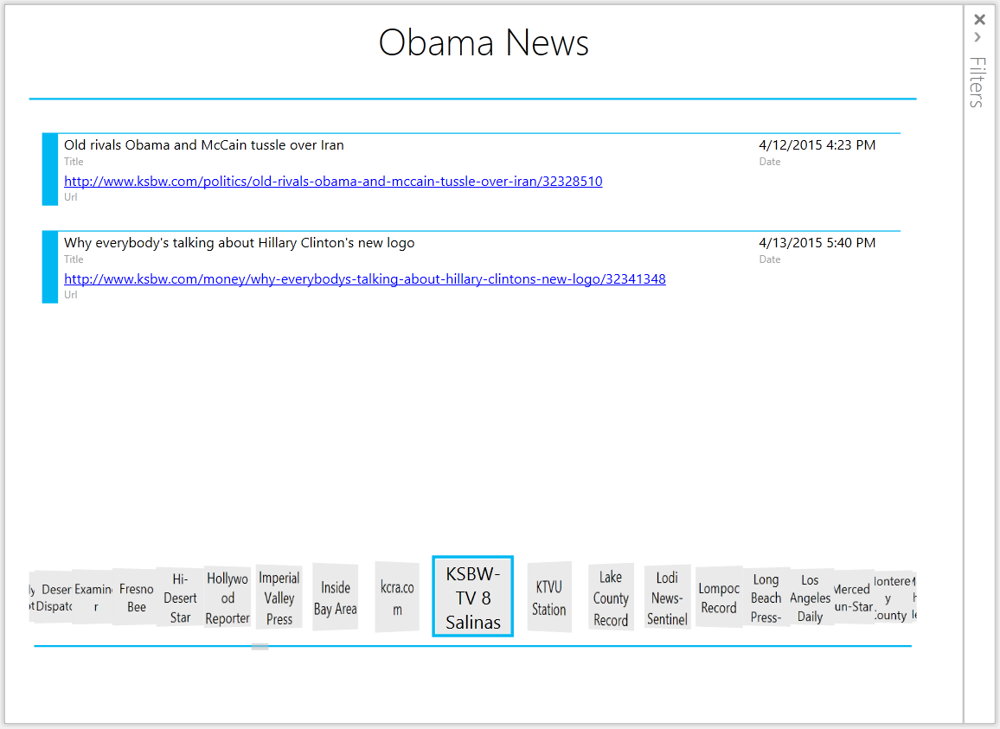 Obama News
Filters
Old rivals Obama and McCain tussle over Iran
4/12/2015 4:23 PM
Title
Date
http://www.ksbw.com/politics/old-rivals-obama-and-mccain-tussle-over-iran/32328510
Url
Why everybody's talking about Hillary Clinton's new logo
4/13/2015 5:40 PM
Title
Date
http://www.ksbw.com/money/why-everybodys-talking-about-hillary-clintons-new-logo/32341348
Url
Deser
Dispatc
Examin
r
Fresno
Bee
Hi-
Desert
Star
Hollywo
od
Reporter
Imperial
Valley
Press
Inside
Bay Area
kcra.co
m
KSBW-
TV 8
Salinas
KTVU
Station
Lake
County
Record
Lodi
News-
Sentinel
Lompoc
Record
Long
Beach
Press-
Los
Angeles
Daily
Merced
un-Star
lontere
y
County